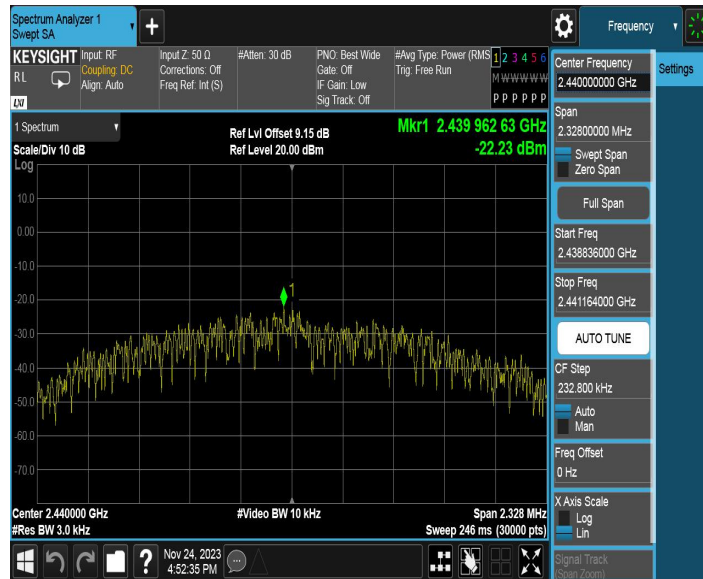 Spectrum Analyzer 1
Swept SA
+
Frequency
KEYSIGHT
RL
LXI
Input: RF
Coupling: DC
Align: Auto
Input Z: 50 Ω
Corrections: Off
Freq Ref: Int (S)
#Atten: 30 dB
PNO: Best Wide
Gate: Off
IF Gain: Low
Sig Track: Off
#Avg Type: Power (RMS
Trig: Free Run
1 2 3 4 5 6
M W W W W W
P P P P P P
1 Spectrum
Scale/Div 10 dB
Log
Ref Lvl Offset 9.15 dB
Ref Level 20.00 dBm
Mkr1 2.439 962 63 GHz
-22.23 dBm
10.0
0.00
-10.0
-20.0
-30.0
-40.0
-50.0
-60.0
-70.0
1
Center 2.440000 GHz
#Res BW 3.0 kHz
#Video BW 10 kHz
Span 2.328 MHz
Sweep 246 ms (30000 pts)
Nov 24, 2023
4:52:35 PM
?
Center Frequency
2.440000000 GHz
Settings
Span
2.32800000 MHz
Swept Span
Zero Span
Full Span
Start Freq
2.438836000 GHz
Stop Freq
2.441164000 GHz
AUTO TUNE
CF Step
232.800 kHz
Auto
Man
Freq Offset
0 Hz
X Axis Scale
Log
Lin
Signal Track
(Span Zoom)